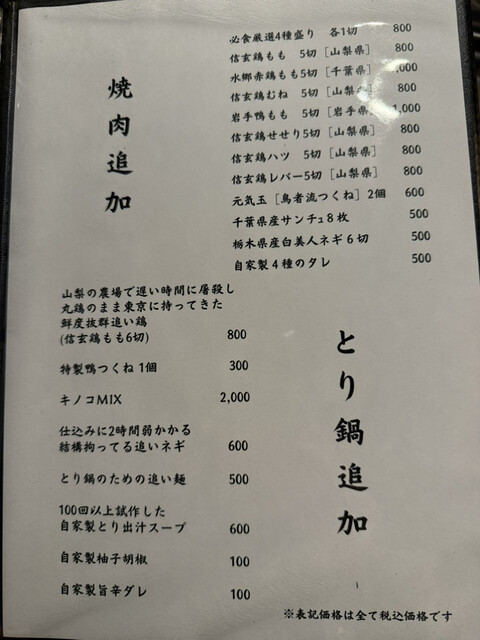 焼肉追加
必食厳選4種盛り 各1切 800
信玄鶏もも 5切 [山梨県] 800
水郷赤鶏もも5切 [千葉県] ,000
信玄鶏むね 5切 [山梨県] 800
岩手鴨もも 5切 [岩手県] 1,000
信玄鶏せせり5切 [山梨県] 800
信玄鶏ハツ 5切 [山梨県] 800
信玄鶏レバー5切 [山梨県] 800
元気玉 [鳥者流つくね] 2個 600
千葉県産サンチュ8枚 500
栃木県産白美人ネギ6切 500
自家製4種のタレ 500
とり鍋追加
山梨の農場で遅い時間に屠殺し
丸鶏のまま東京に持ってきた
鮮度抜群追い鶏
(信玄鶏もも6切) 800
特製鴨つくね1個 300
キノコMIX 2,000
仕込みに2時間弱かかる
結構拘ってる追いネギ 600
とり鍋のための追い麺 500
100回以上試作した
自家製とり出汁スープ 600
自家製柚子胡椒 100
自家製旨辛ダレ 100
※表記価格は全て税込価格です